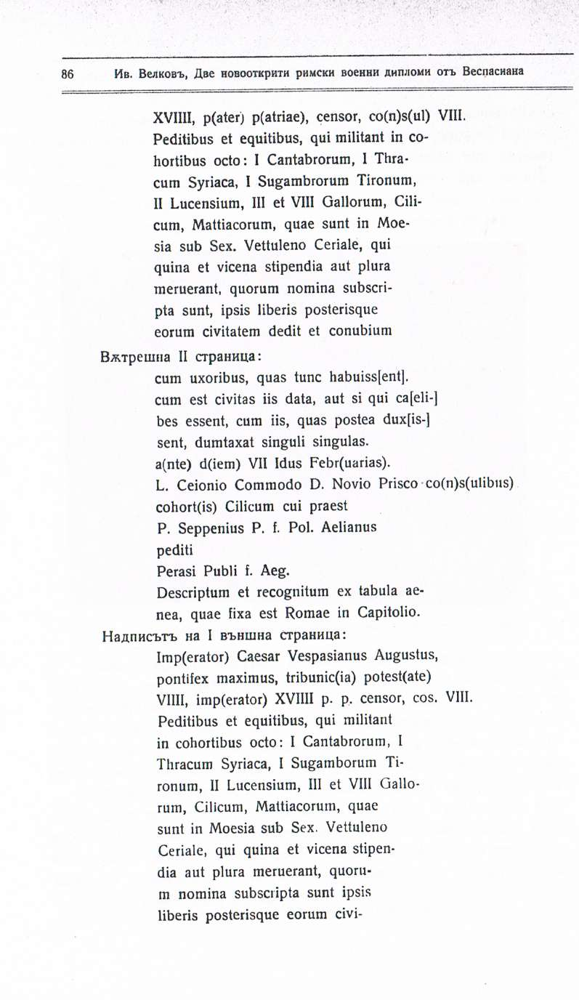 86 Ив. Велковъ, Две новооткрити римски военни дипломи отъ Веспасиана
XVIIII, p(ater) p(atriae), censor, co(n)s(ul) VIII.
Peditibus et equitibus, qui militant in co-
hortibus octo: I Cantabrorum, I Thra-
cum Syriaca, I Sugambrorum Tironum,
II Lucensium, III et VIII Gallorum, Cili-
cum, Mattiacorum, quae sunt in Moe-
sia sub Sex. Vettuleno Ceriale, qui
quina et vicena stipendia aut plura
meruerant, quorum nomina subscri-
pta sunt, ipsis liberis posterisque
eorum civitatem dedit et conubium
Вѫтрешна II страница:
cum uxoribus, quas tunc habuiss[ent].
cum est civitas iis data, aut si qui ca[eli-]
bes essent, cum iis, quas postea dux[is-]
sent, dumtaxat singuli singulas.
a(nte) d(iem) VII Idus Febr(uarias).
L. Ceionio Commodo D. Novio Prisco co(n)s(ulibus)
cohort(is) Cilicum cui praest
P. Seppenius P. f. Pol. Aelianus
pediti
Perasi Publi f. Aeg.
Descriptum et recognitum ex tabula ae-
nea, quae fixa est Romae in Capitolio.
Надписътъ на I външна страница:
Imp(erator) Caesar Vespasianus Augustus,
pontifex maximus, tribunic(ia) potest(ate)
VIIII, imp(erator) XVIIII p. p. censor, cos. VIII.
Peditibus et equitibus, qui militant
in cohortibus octo: I Cantabrorum, I
Thracum Syriaca, I Sugamborum Ti-
ronum, II Lucensium, III et VIII Gallo-
rum, Cilicum, Mattiacorum, quae
sunt in Moesia sub Sex. Vettuleno
Ceriale, qui quina et vicena stipen-
dia aut plura meruerant, quoru-
m nomina subscripta sunt ipsis
liberis posterisque eorum civi-